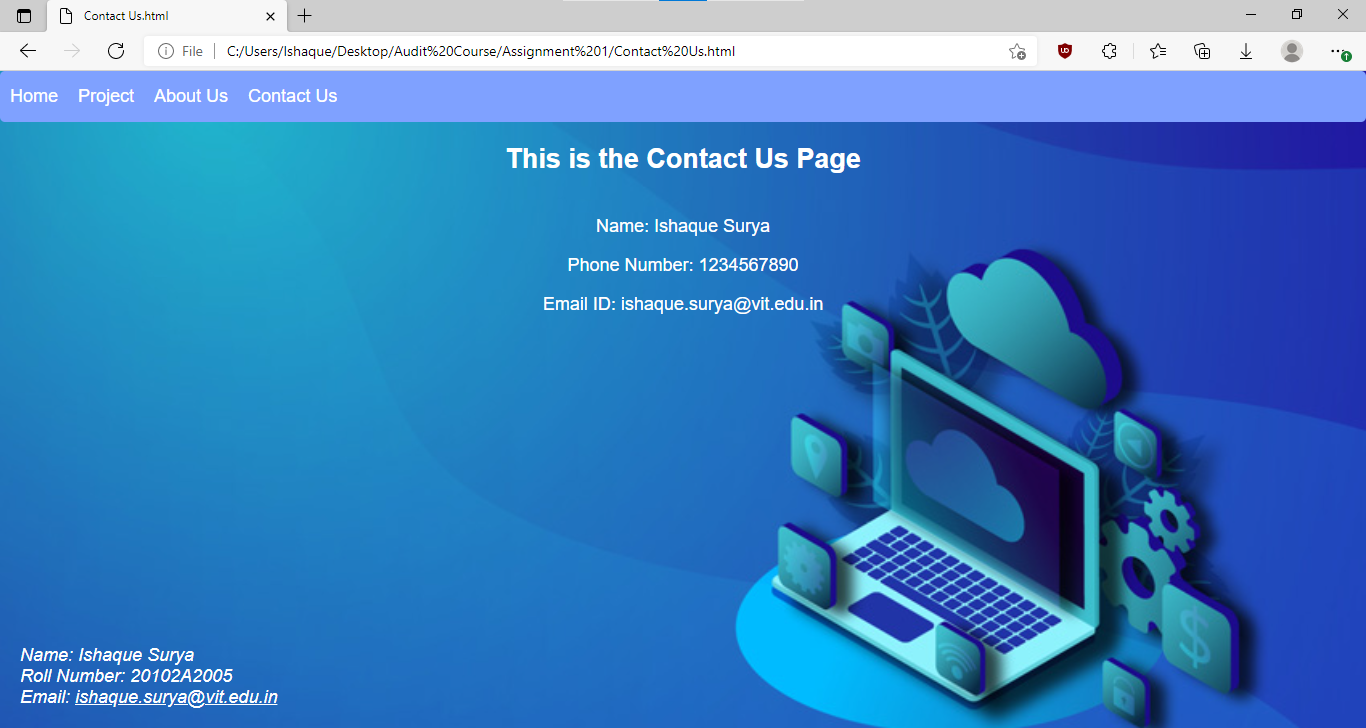 Contact Us.html
File
C:/Users/Ishaque/Desktop/Audit%20Course/Assignment%201/Contact%20Us.html
Home Project About Us Contact Us
This is the Contact Us Page
Name: Ishaque Surya
Phone Number: 1234567890
Email ID: ishaque.surya@vit.edu.in
$
Name: Ishaque Surya
Roll Number: 20102A2005
Email: ishaque.surya@vit.edu.in